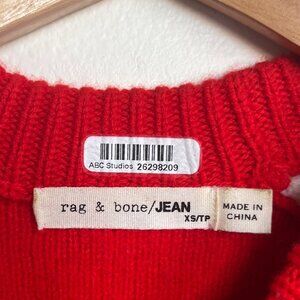 ABC Studios 26298209
rag & bone/JEAN
XS/TP
MADE IN
CHINA